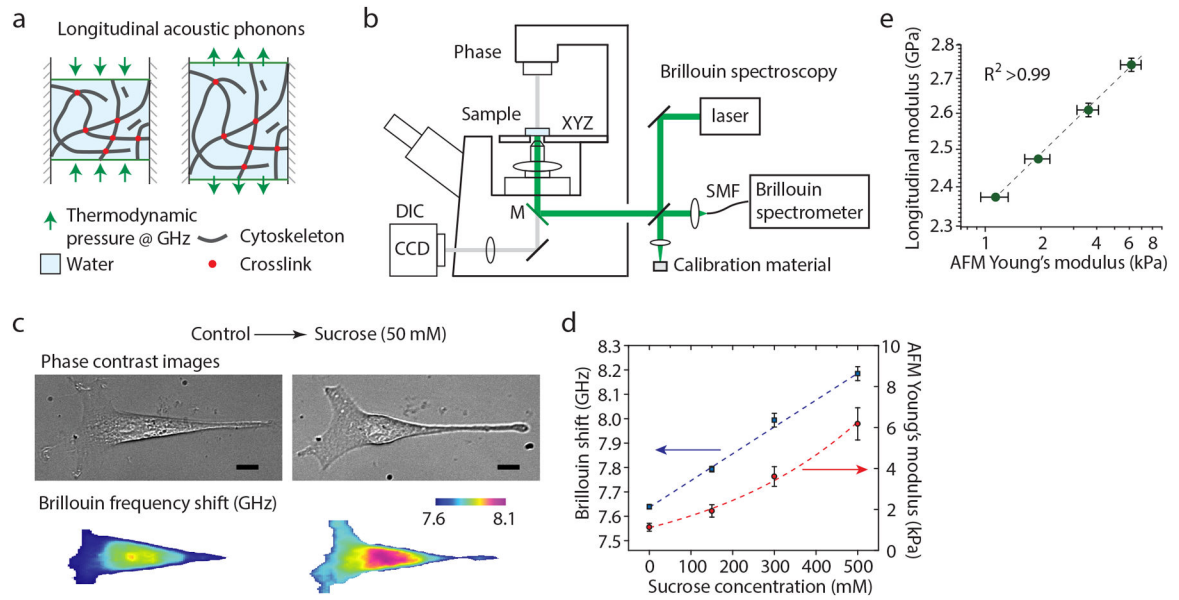 a
Longitudinal acoustic phonons
Thermodynamic
pressure @ GHz
Water
Cytoskeleton
Crosslink
b
Phase
Sample
XYZ
DIC
CCD
M
Brillouin spectroscopy
laser
SMF
Brillouin
spectrometer
Calibration material
e
Longitudinal modulus (GPa)
2.8
2.7
2.6
2.5
2.4
2.3
R² >0.99
1 2 4 6 8
AFM Young's modulus (kPa)
c
Control Sucrose (50 mM)
Phase contrast images
Brillouin frequency shift (GHz)
7.6 8.1
d
Brillouin shift (GHz)
8.3
8.2
8.1
8.0
7.9
7.8
7.7
7.6
7.5
10
8
6
4
2
0
AFM Young's modulus
(kPa)
0 100 200 300 400 500
Sucrose concentration (mM)